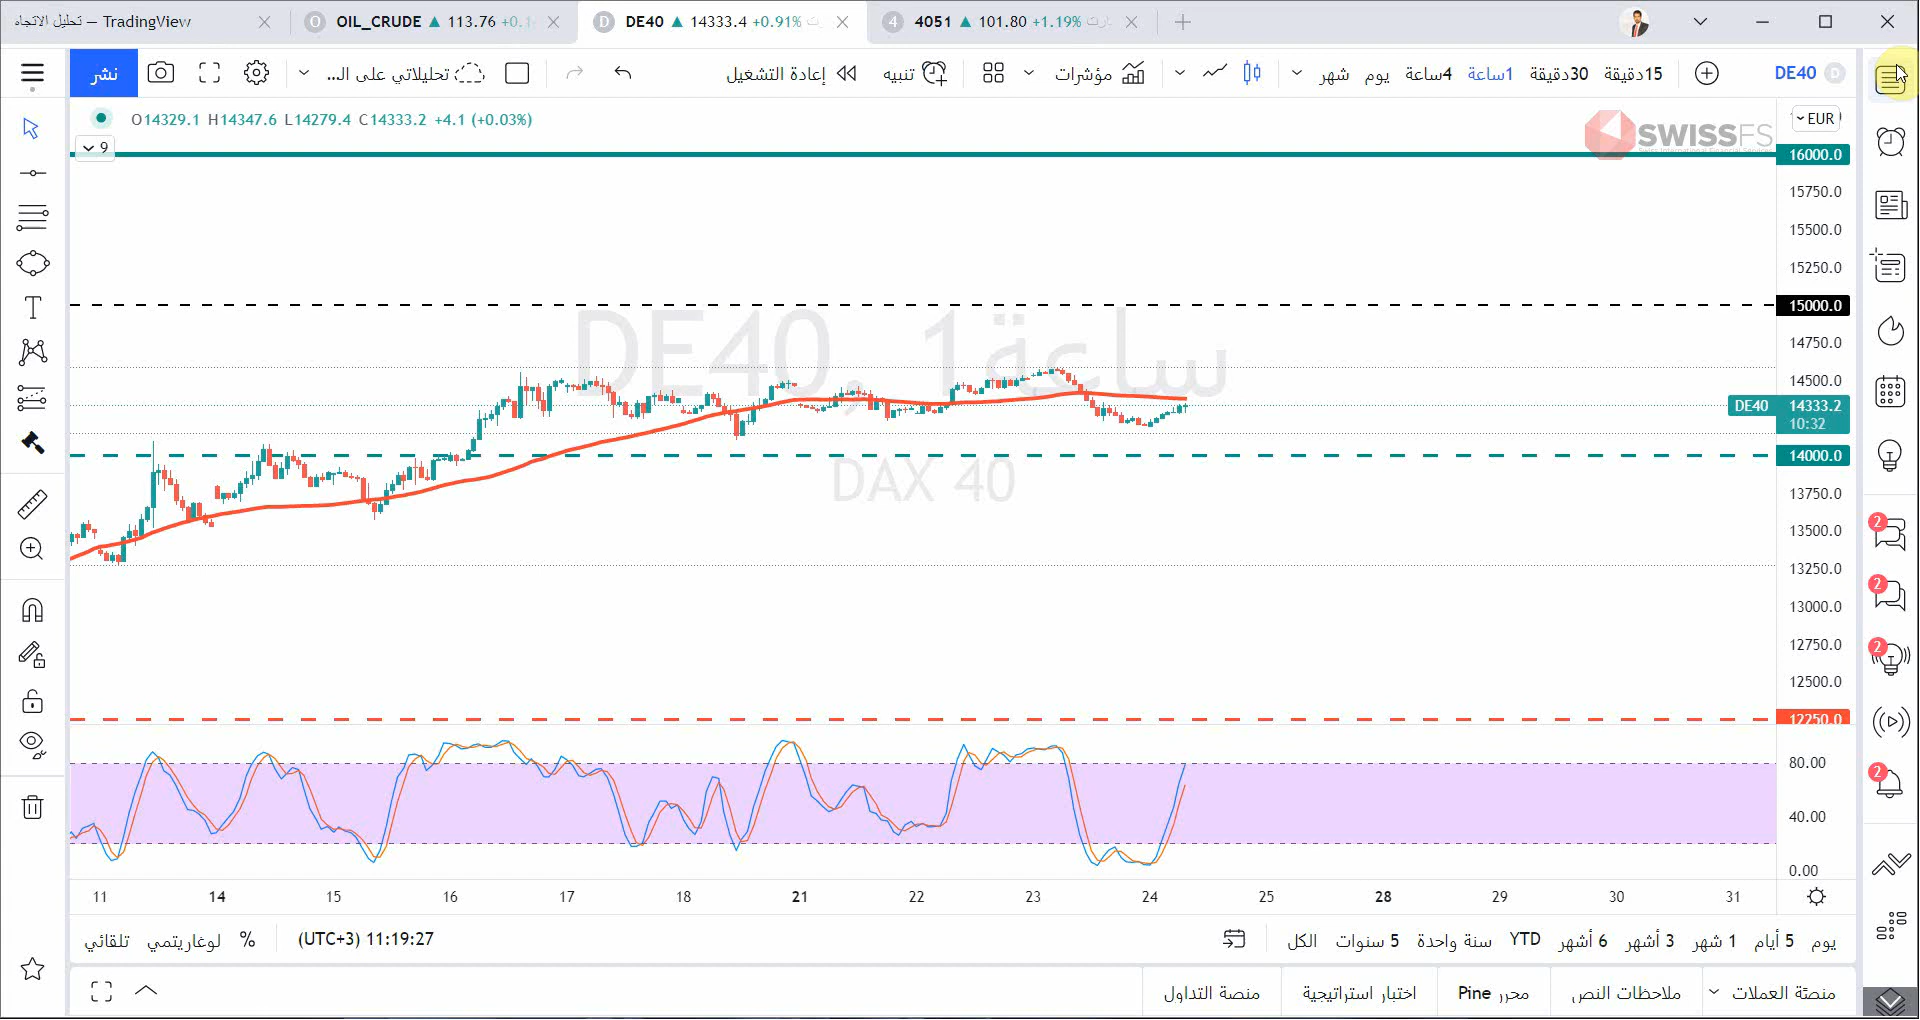 تحليل الاتجاه — TradingView
O OIL_CRUDE ▲ 113.76
D DE40 ▲ 14333.4 +0.91%
4 4051 ▲ 101.80 +1.19%
نشر
تحليلاتي على الـ...
إعادة التشغيل
تنبيه
مؤشرات
شهر
يوم
4ساعة
1ساعة
30دقيقة
15دقيقة
DE40 D
O14329.1 H14347.6 L14279.4 C14333.2 +4.1 (+0.03%)
9
SWISSFS
Swiss International Financial Services
EUR
16000.0
15750.0
15500.0
15250.0
15000.0
14750.0
14500.0
DE40 14333.2
10:32
14000.0
13750.0
13500.0
13250.0
13000.0
12750.0
12500.0
12250.0
DE40, 1ساعة
DAX 40
80.00
40.00
0.00
11 14 15 16 17 18 21 22 23 24 25 28 29 30 31
تلقائي
لوغاريتمي
%
11:19:27 (UTC+3)
الكل
5 سنوات
سنة واحدة
YTD
6 أشهر
3 أشهر
1 شهر
5 أيام
يوم
منصة التداول
اختبار استراتيجية
محرر Pine
ملاحظات النص
منصّة العملات
2
2
2
2